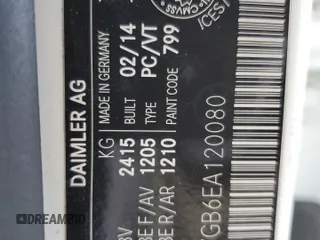 DAIMLER AG
MADE IN GERMANY
KG BUILT 02/14
2415 TYPE PC/VT
BE F/AV 1205 PAINT CODE 799
BE R/AR 1210
GB6EA120080
CMVSS